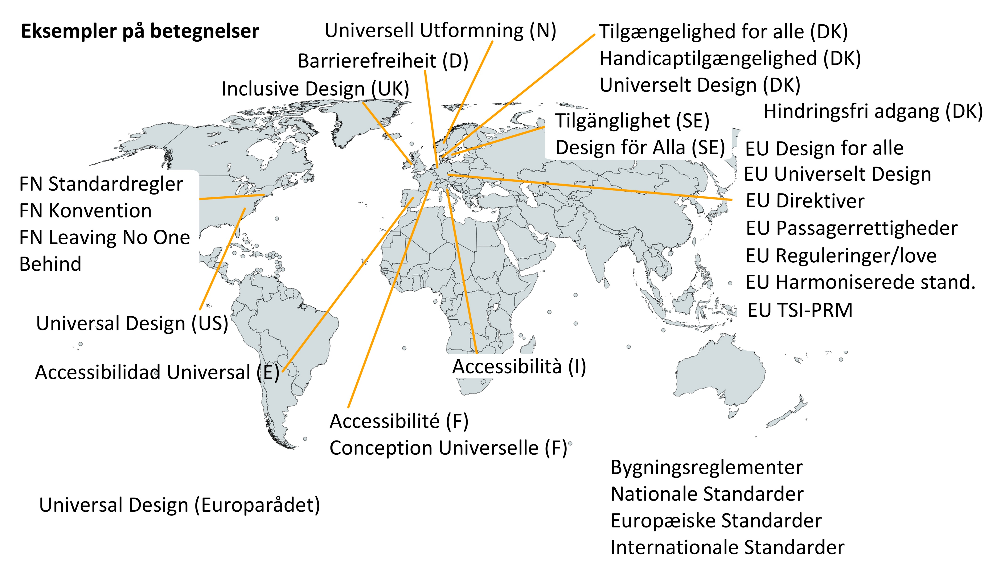 Eksempler på betegnelser
Universell Utformning (N)
Barrierefreiheit (D)
Inclusive Design (UK)
Tilgængelighed for alle (DK)
Handicaptilgængelighed (DK)
Universelt Design (DK)
Hindringsfri adgang (DK)
Tilgänglighet (SE)
Design för Alla (SE)
EU Design for alle
EU Universelt Design
EU Direktiver
EU Passagerrettigheder
EU Reguleringer/love
EU Harmoniserede stand.
EU TSI-PRM
FN Standardregler
FN Konvention
FN Leaving No One
Behind
Universal Design (US)
Accessibilidad Universal (E)
Accessibilità (I)
Accessibilité (F)
Conception Universelle (F)
Universal Design (Europarådet)
Bygningsreglementer
Nationale Standarder
Europæiske Standarder
Internationale Standarder